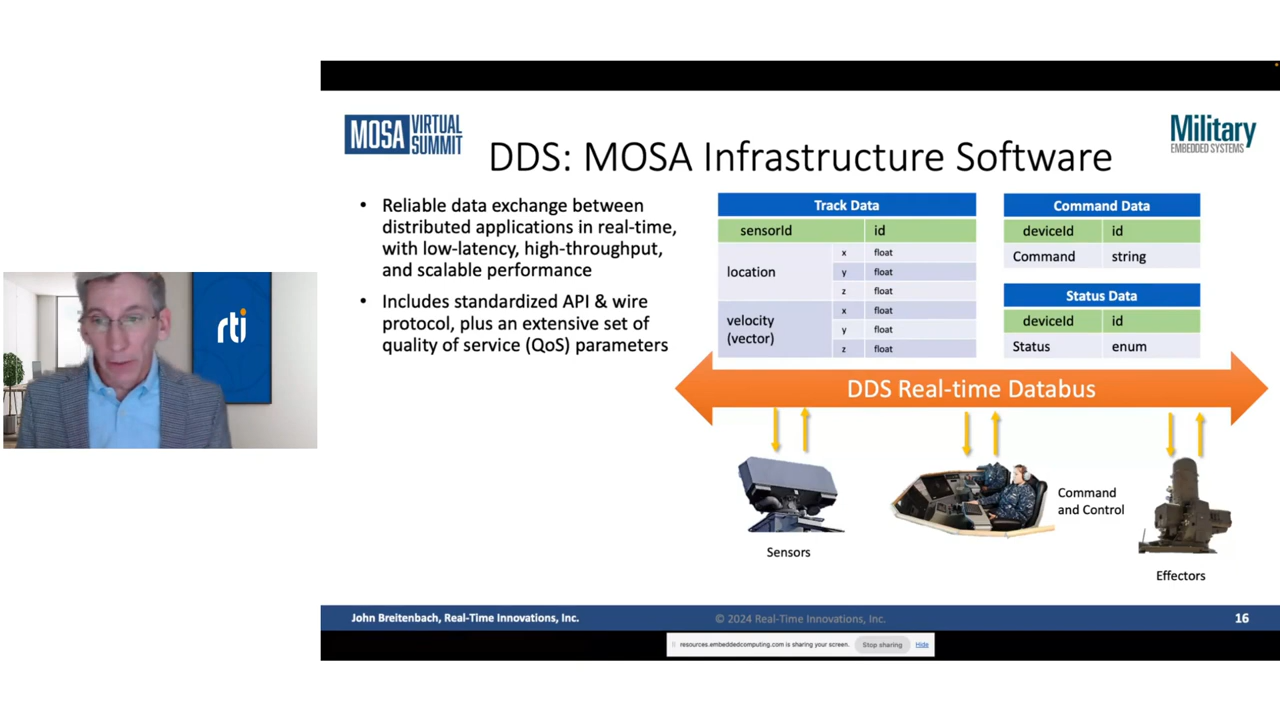 MOSA VIRTUAL SUMMIT
Military
EMBEDDED SYSTEMS
DDS: MOSA Infrastructure Software
• Reliable data exchange between
distributed applications in real-time,
with low-latency, high-throughput,
and scalable performance
• Includes standardized API & wire
protocol, plus an extensive set of
quality of service (QoS) parameters
Track Data
sensorId id
location
x float
y float
z float
velocity
(vector)
x float
y float
z float
Command Data
deviceId id
Command string
Status Data
deviceId id
Status enum
DDS Real-time Databus
Sensors
Command
and Control
Effectors
rti
John Breitenbach, Real-Time Innovations, Inc.
© 2024 Real-Time Innovations, Inc.
16
resources.embeddedcomputing.com is sharing your screen.
Stop sharing
Hide